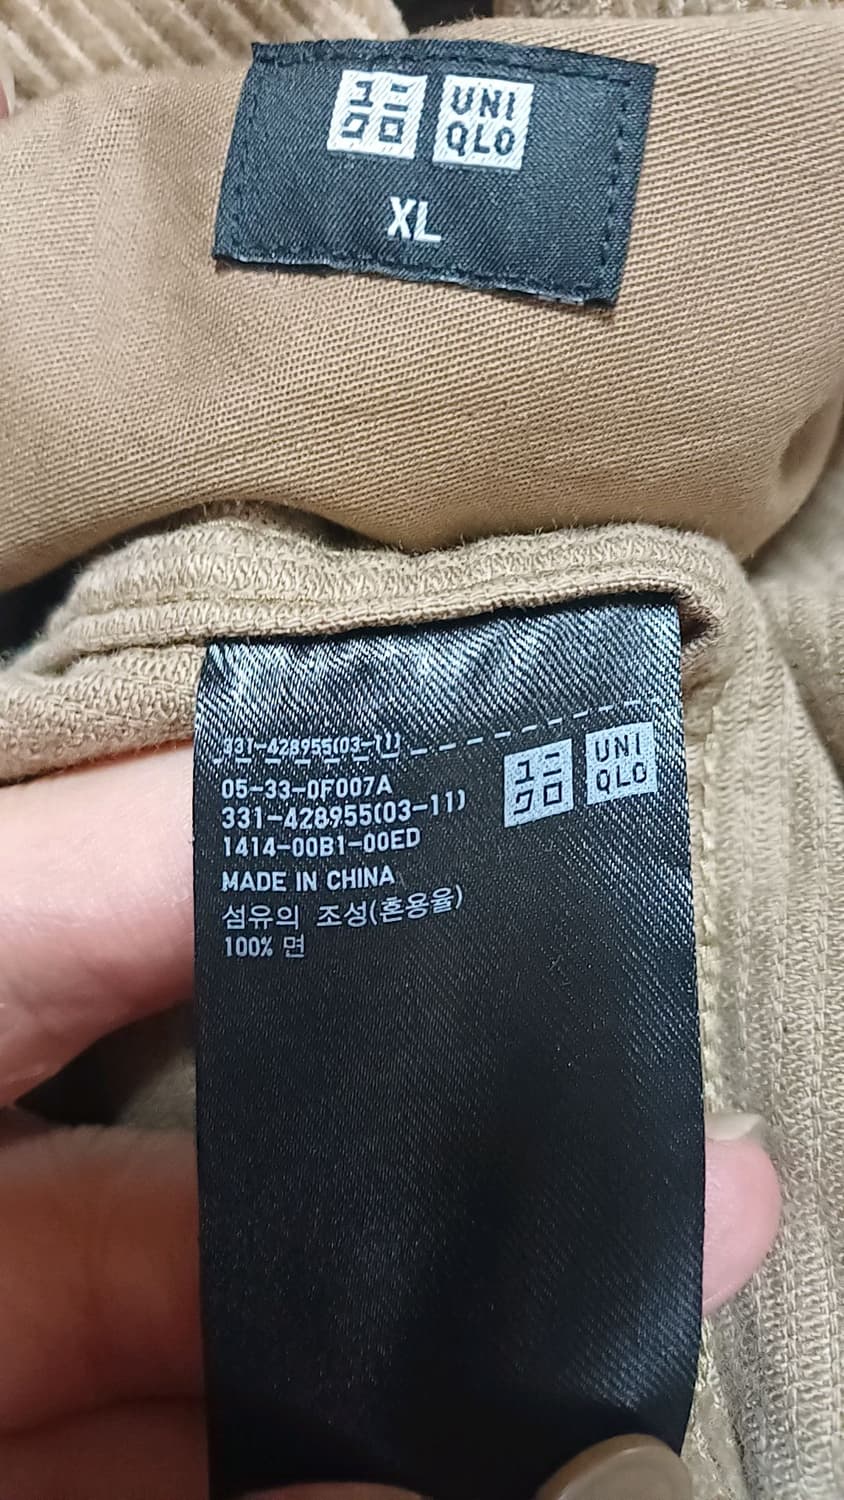 ユニ UNI
クロ QLO
XL
331-428955(03-11)
05-33-0F007A
331-428955(03-11)
1414-00B1-00ED
MADE IN CHINA
섬유의 조성(혼용율)
100% 면
ユニ UNI
クロ QLO